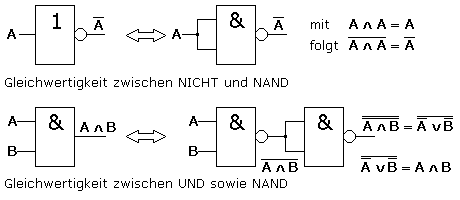 A 1 A̅ A & A̅ mit A ∧ A = A
folgt A̅ ̅∧̅ ̅A̅ = A̅
Gleichwertigkeit zwischen NICHT und NAND
A B & A ∧ B A B & A̅ ̅∧̅ ̅B̅ & A̿ ̿∧̿ ̿B̿ = A̿ ̅∨̅ ̅B̿
A̿ ̅∨̅ ̅B̿ = A ∧ B
Gleichwertigkeit zwischen UND sowie NAND